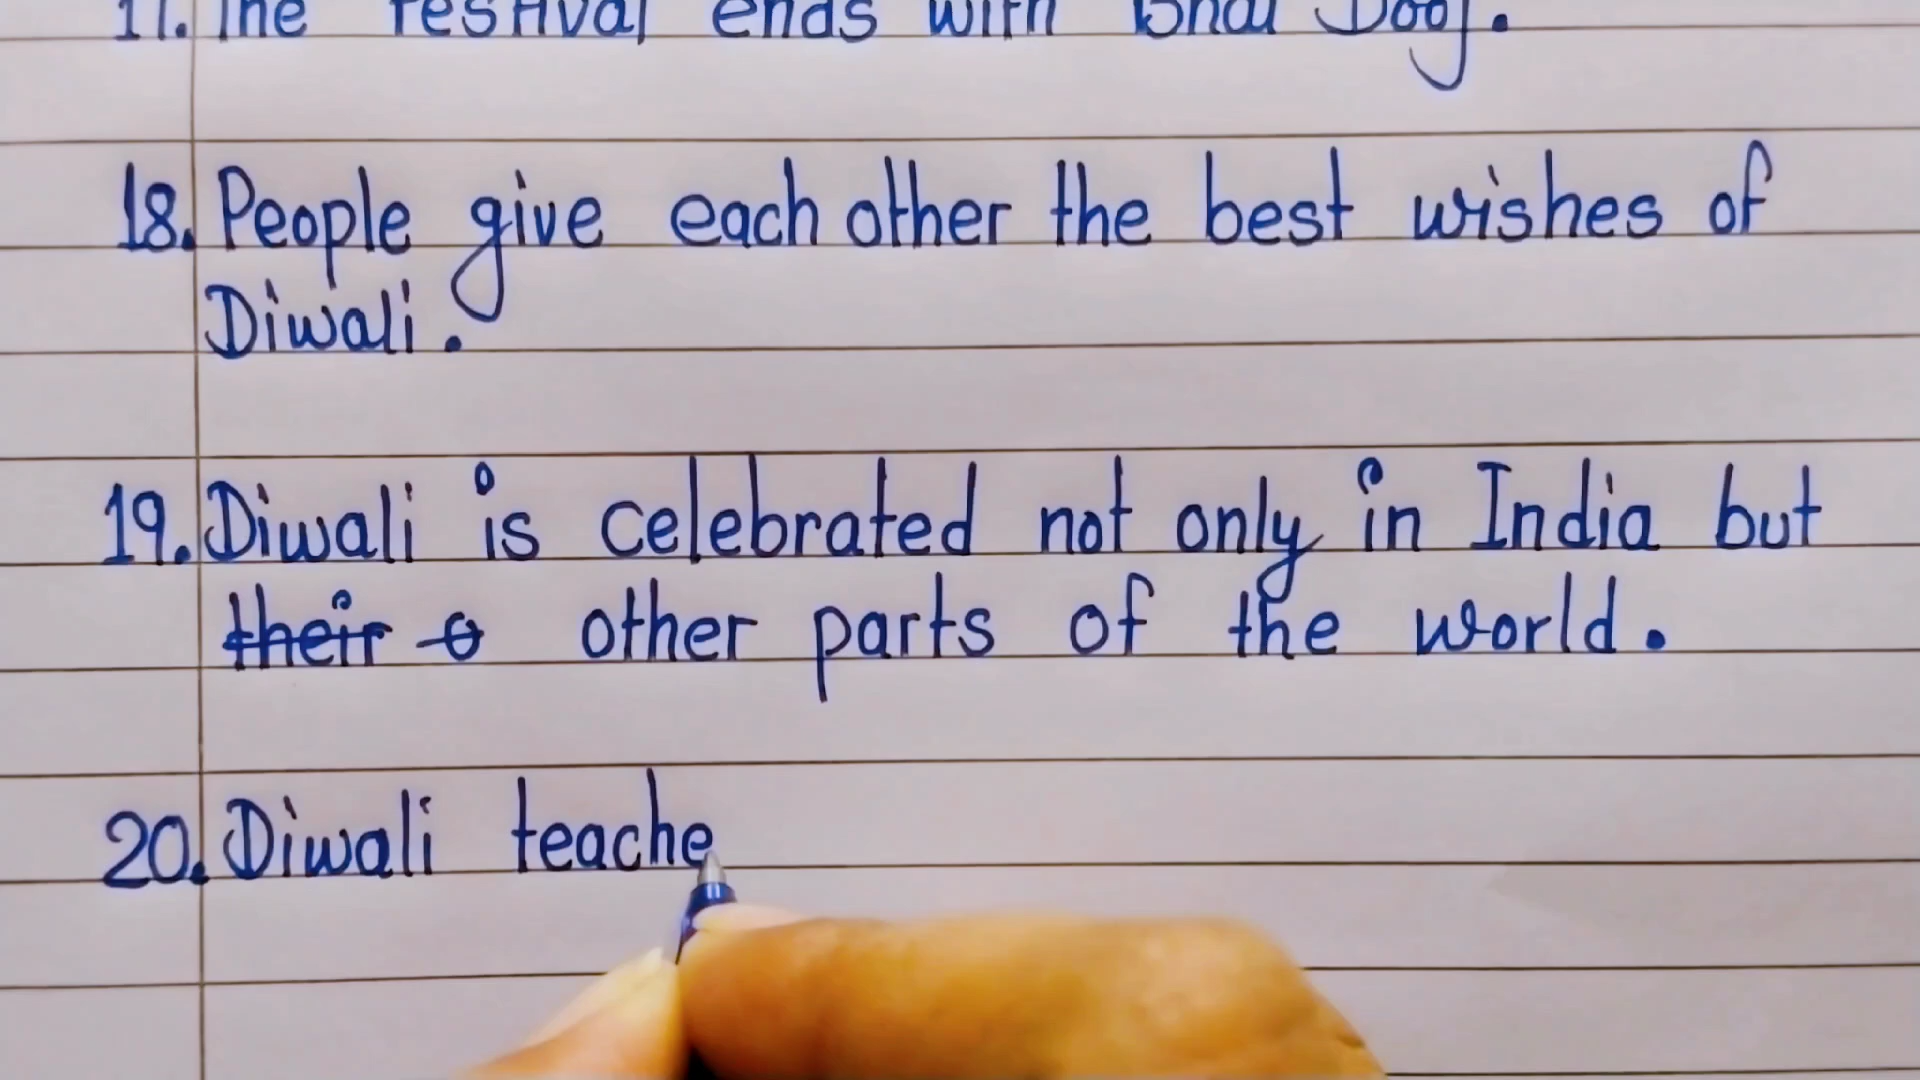 17. The festival ends with Bhai Dooj.
18. People give each other the best wishes of
Diwali.
19. Diwali is celebrated not only in India but
their o other parts of the world.
20. Diwali teache